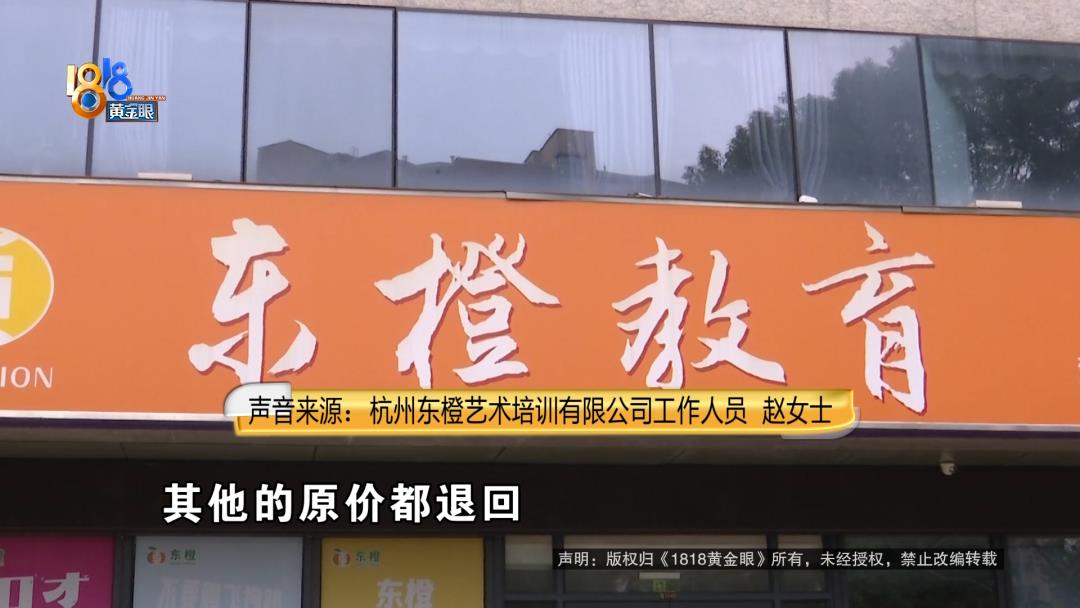 1818
HUANG JIN YAN
黄金眼
东橙教育
ION
声音来源：杭州东橙艺术培训有限公司工作人员 赵女士
其他的原价都退回
声明：版权归《1818黄金眼》所有，未经授权，禁止改编转载
东橙
东橙
东橙